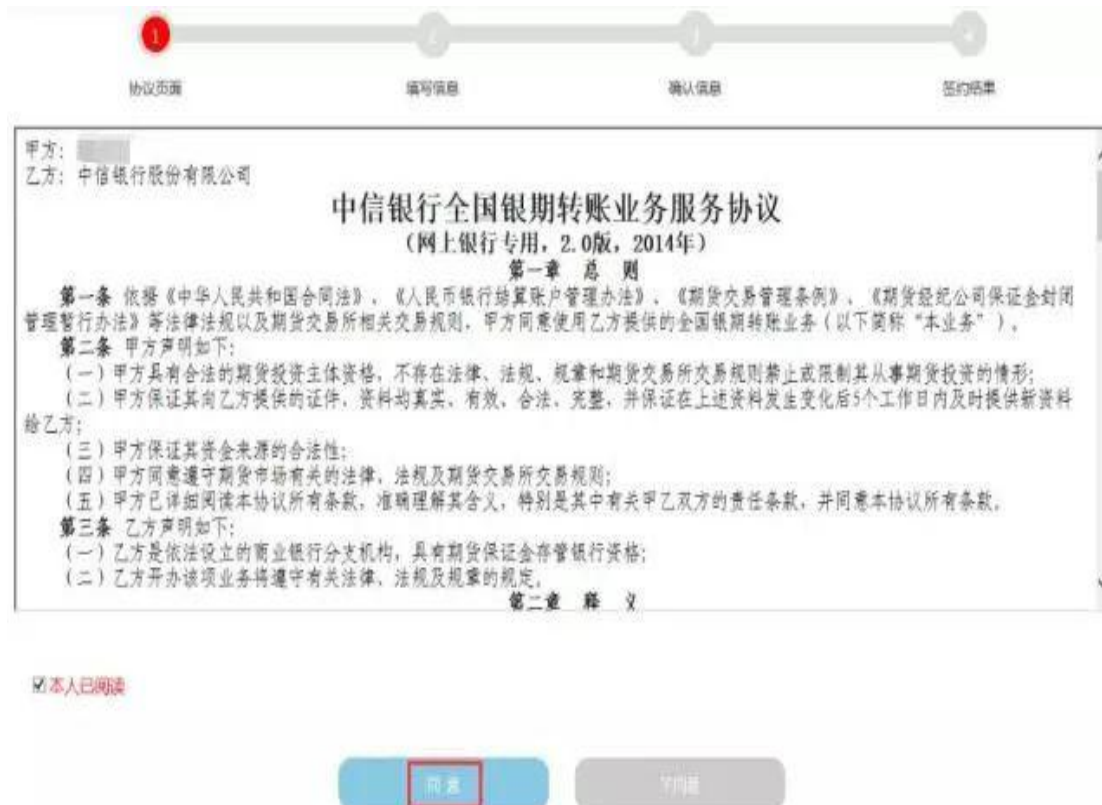 1
协议页面
填写信息
确认信息
签约结果
甲方：
乙方：中信银行股份有限公司
中信银行全国银期转账业务服务协议
（网上银行专用，2.0版，2014年）
第一章 总 则
第一条 依据《中华人民共和国合同法》、《人民币银行结算账户管理办法》、《期货交易管理条例》、《期货经纪公司保证金封闭
管理暂行办法》等法律法规以及期货交易所相关交易规则，甲方同意使用乙方提供的全国银期转账业务（以下简称“本业务”）。
第二条 甲方声明如下：
（一）甲方具有合法的期货投资主体资格，不存在法律、法规、规章和期货交易所交易规则禁止或限制其从事期货投资的情形；
（二）甲方保证其向乙方提供的证件、资料均真实、有效、合法、完整，并保证在上述资料发生变化后5个工作日内及时提供新资料
给乙方；
（三）甲方保证其资金来源的合法性；
（四）甲方同意遵守期货市场有关的法律、法规及期货交易所交易规则；
（五）甲方已详细阅读本协议所有条款，准确理解其含义，特别是其中有关甲乙双方的责任条款，并同意本协议所有条款。
第三条 乙方声明如下：
（一）乙方是依法设立的商业银行分支机构，具有期货保证金存管银行资格；
（二）乙方开办该项业务将遵守有关法律、法规及规章的规定。
第二章 释 义
本人已阅读
同意
不同意